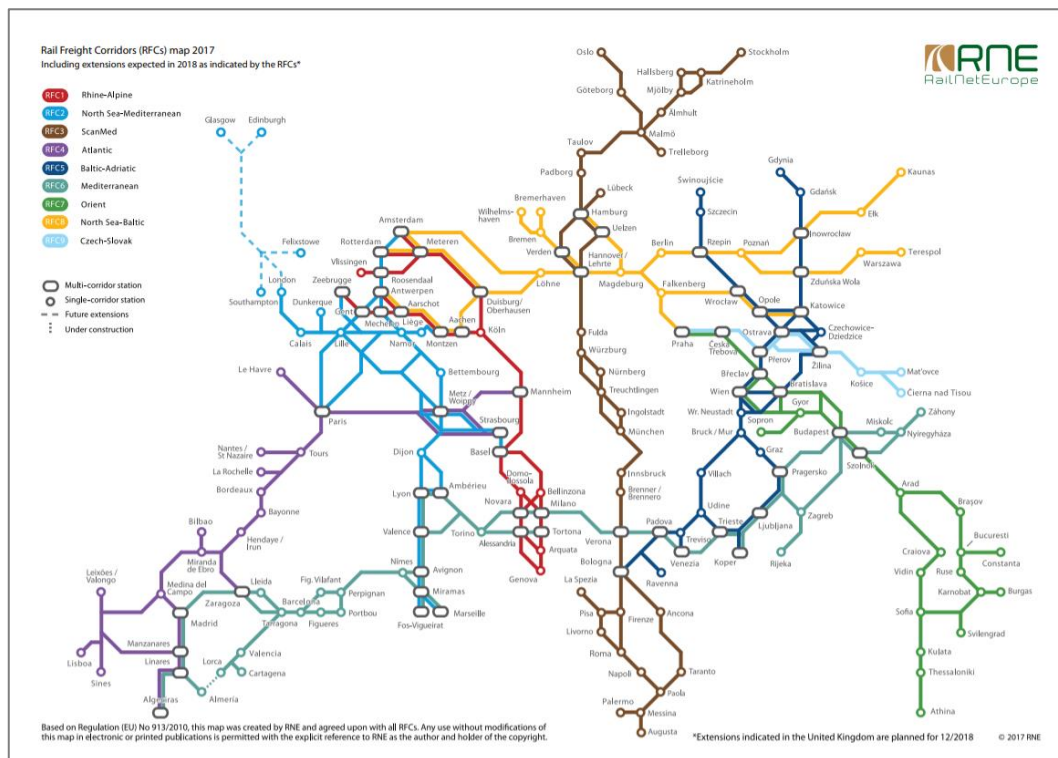 Rail Freight Corridors (RFCs) map 2017
Including extensions expected in 2018 as indicated by the RFCs*
RNE
RailNetEurope
RFC1 Rhine-Alpine
RFC2 North Sea-Mediterranean
RFC3 ScanMed
RFC4 Atlantic
RFC5 Baltic-Adriatic
RFC6 Mediterranean
RFC7 Orient
RFC8 North Sea-Baltic
RFC9 Czech-Slovak
Multi-corridor station
Single-corridor station
Future extensions
Under construction
Oslo
Stockholm
Hallsberg
Katrineholm
Göteborg
Mjölby
Älmhult
Malmö
Trelleborg
Taulov
Padborg
Lübeck
Glasgow
Edinburgh
Felixstowe
London
Southampton
Dunkerque
Calais
Lille
Zeebrugge
Gent
Mechelen
Amsterdam
Rotterdam
Meteren
Vlissingen
Roosendaal
Antwerpen
Aarschot
Liège
Aachen
Namur
Montzen
Duisburg/
Oberhausen
Köln
Wilhelms-
haven
Bremerhaven
Bremen
Verden
Hamburg
Uelzen
Hannover/
Lehrte
Löhne
Magdeburg
Berlin
Falkenberg
Świnoujście
Szczecin
Rzepin
Poznań
Gdynia
Gdańsk
Inowrocław
Kaunas
Ełk
Terespol
Warszawa
Zduńska Wola
Wrocław
Opole
Katowice
Praha
Česká
Třebova
Ostrava
Czechowice-
Dziedzice
Přerov
Žilina
Košice
Mat'ovce
Čierna nad Tisou
Břeclav
Wien
Bratislava
Gyor
Wr. Neustadt
Sopron
Budapest
Miskolc
Záhony
Nyíregyháza
Szolnok
Bruck / Mur
Graz
Villach
Pragersko
Udine
Trieste
Ljubljana
Zagreb
Rijeka
Koper
Venezia
Treviso
Padova
Verona
Bologna
Ravenna
Arad
Braşov
Bucuresti
Constanta
Craiova
Vidin
Ruse
Karnobat
Burgas
Sofia
Svilengrad
Kulata
Thessaloniki
Athina
Fulda
Würzburg
Nürnberg
Treuchtlingen
Ingolstadt
München
Innsbruck
Brenner /
Brennero
Mannheim
Bettembourg
Metz /
Woippy
Strasbourg
Basel
Le Havre
Paris
Dijon
Domo-
dossola
Bellinzona
Novara
Milano
Alessandria
Tortona
Arquata
Genova
Torino
Lyon
Ambérieu
Valence
Nimes
Avignon
Miramas
Marseille
Fos-Vigueirat
Nantes /
St Nazaire
Tours
La Rochelle
Bordeaux
Bayonne
Hendaye /
Irun
Bilbao
Miranda
de Ebro
Leixões /
Valongo
Medina del
Campo
Zaragoza
Lleida
Barcelona
Tarragona
Fig. Vilafant
Figueres
Perpignan
Portbou
Madrid
Manzanares
Linares
Lisboa
Sines
Algeciras
Lorca
Almeria
Valencia
Cartagena
La Spezia
Pisa
Livorno
Firenze
Ancona
Roma
Napoli
Taranto
Paola
Palermo
Messina
Augusta
Based on Regulation (EU) No 913/2010, this map was created by RNE and agreed upon with all RFCs. Any use without modifications of
this map in electronic or printed publications is permitted with the explicit reference to RNE as the author and holder of the copyright.
*Extensions indicated in the United Kingdom are planned for 12/2018
© 2017 RNE